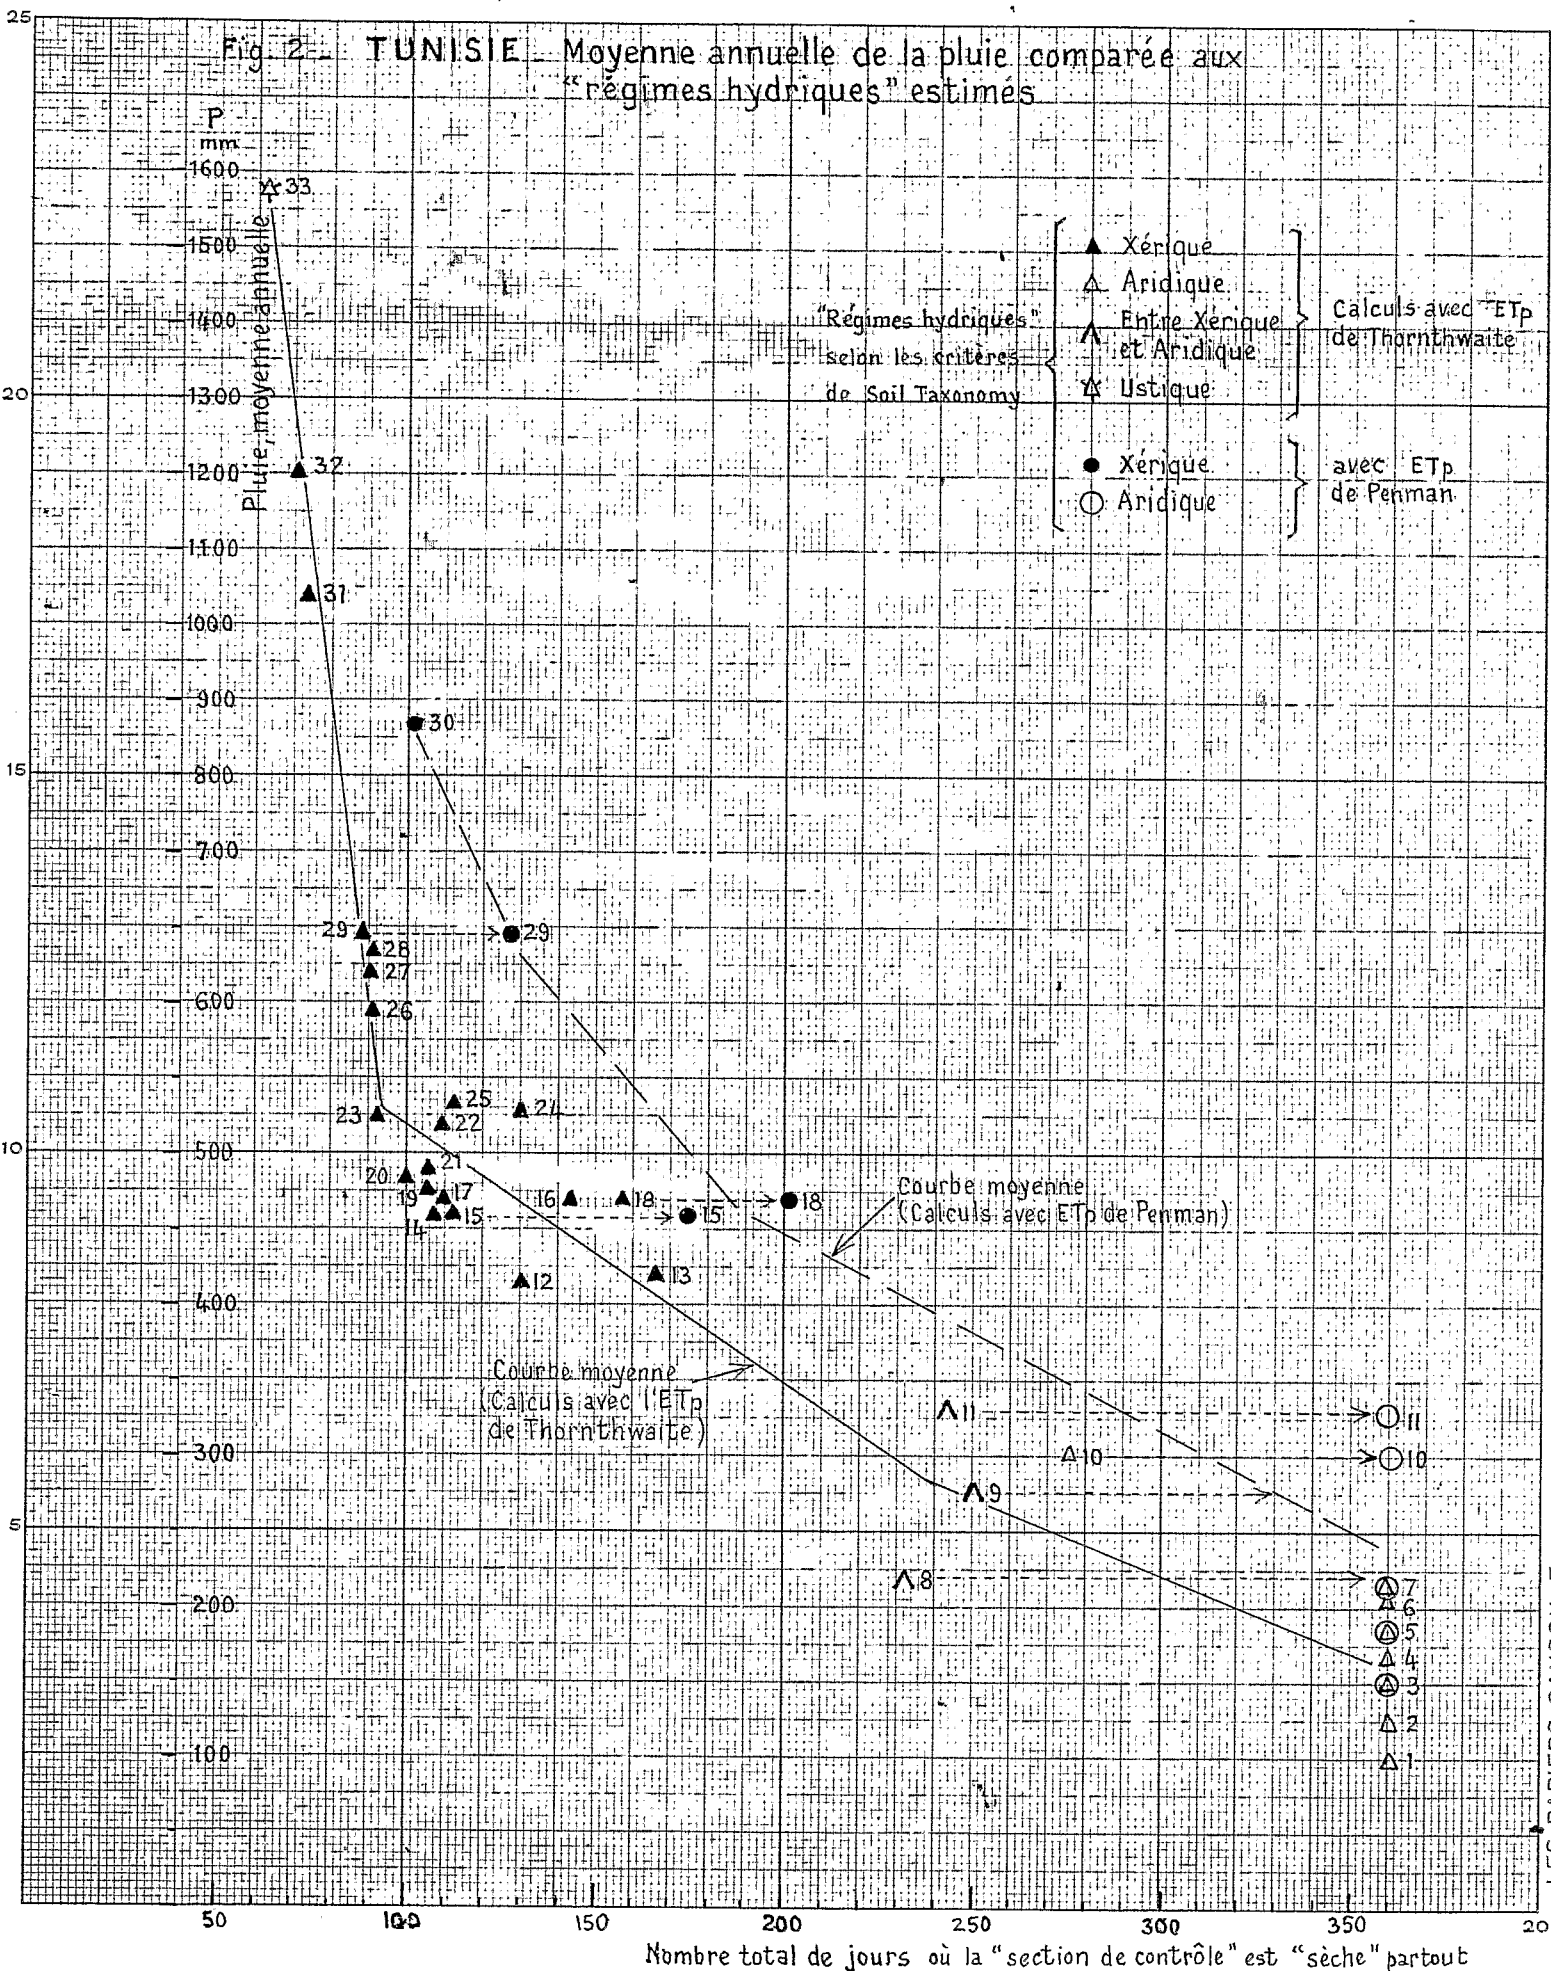 Fig. 2 _ TUNISIE _ Moyenne annuelle de la pluie comparée aux
"régimes hydriques" estimés
25
20
15
10
5
P
mm
1600
1500
1400
1300
1200
1100
1000
900
800
700
600
500
400
300
200
100
Pluie, moyenne annuelle
"Régimes hydriques"
selon les critères
de Soil Taxonomy
Xérique
Aridique
Entre Xérique
et Aridique
Ustique
Calculs avec ETp
de Thornthwaite
Xérique
Aridique
avec ETp
de Penman
33
32
31
30
29
29
28
27
26
25
24
23
22
21
20
19
17
16
18
18
14
15
15
12
13
Courbe moyenne
(Calculs avec ETp de Penman)
Courbe moyenne
(Calculs avec l'ETp
de Thornthwaite)
11
11
10
10
9
8
7
6
5
4
3
2
1
50
100
150
200
250
300
350
20
Nombre total de jours où la "section de contrôle" est "sèche" partout